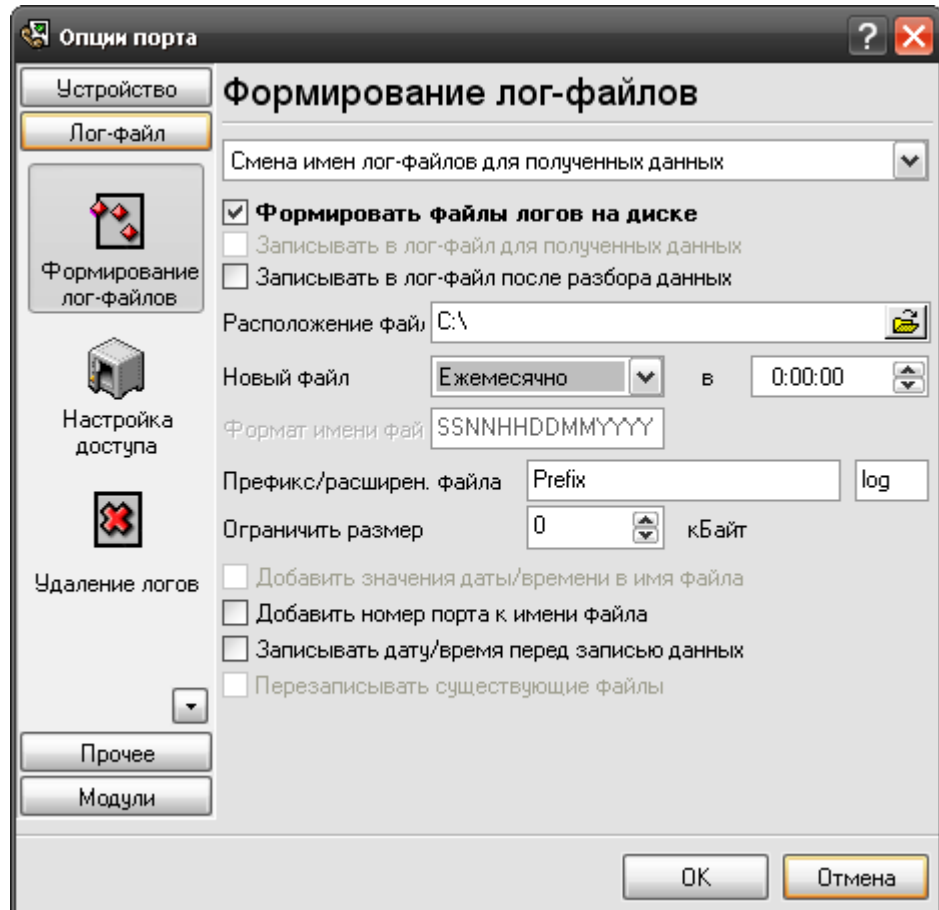 Опции порта
Устройство
Лог-файл
Формирование
лог-файлов
Настройка
доступа
Удаление логов
Прочее
Модули
Формирование лог-файлов
Смена имен лог-файлов для полученных данных
Формировать файлы логов на диске
Записывать в лог-файл для полученных данных
Записывать в лог-файл после разбора данных
Расположение фай C:\
Новый файл Ежемесячно в 0:00:00
Формат имени фай SSNNHHDDMMYYYY
Префикс/расширен. файла Prefix log
Ограничить размер 0 кБайт
Добавить значения даты/времени в имя файла
Добавить номер порта к имени файла
Записывать дату/время перед записью данных
Перезаписывать существующие файлы
OK Отмена